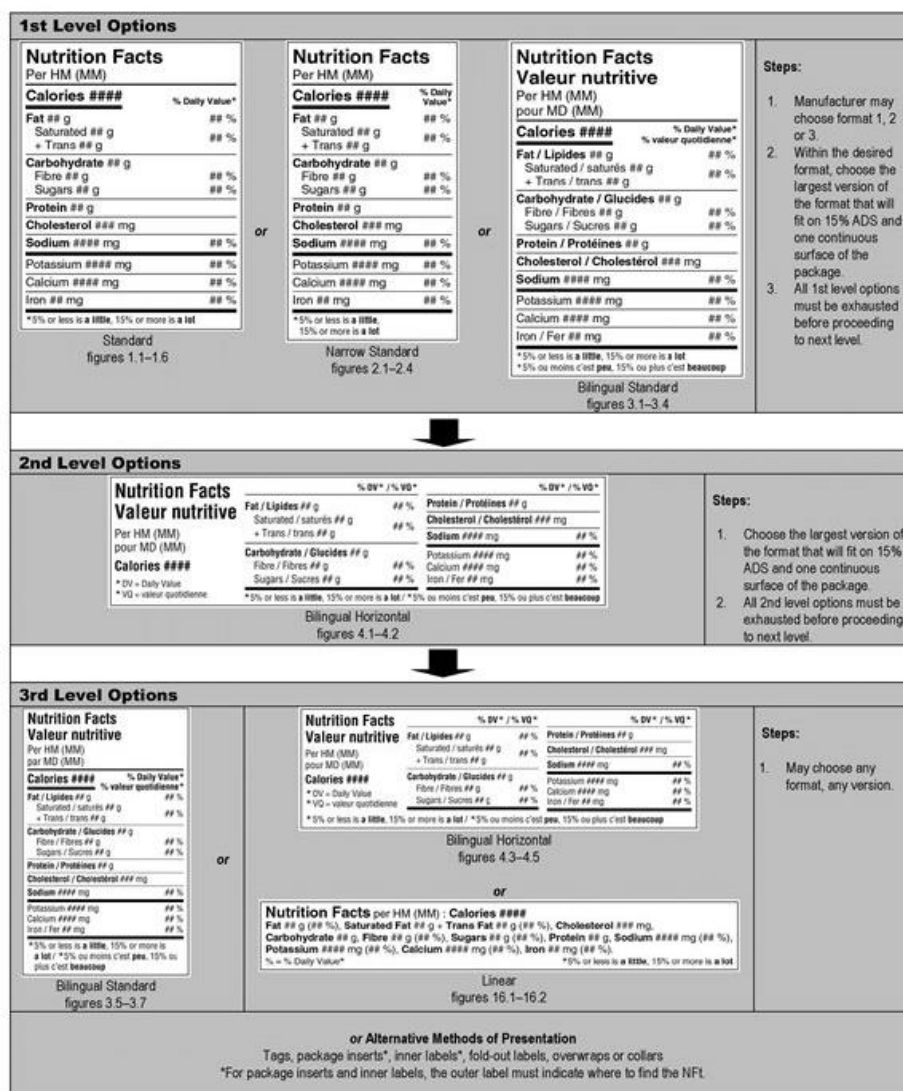 1st Level Options
Nutrition Facts
Per HM (MM)
Calories ####
% Daily Value*
Fat ## g ## %
Saturated ## g
+ Trans ## g ## %
Carbohydrate ## g
Fibre ## g ## %
Sugars ## g ## %
Protein ## g
Cholesterol ### mg
Sodium #### mg ## %
Potassium #### mg ## %
Calcium #### mg ## %
Iron ## mg ## %
*5% or less is a little, 15% or more is a lot
Standard
figures 1.1–1.6
or
Nutrition Facts
Per HM (MM)
Calories ####
% Daily
Value*
Fat ## g ## %
Saturated ## g
+ Trans ## g ## %
Carbohydrate ## g
Fibre ## g ## %
Sugars ## g ## %
Protein ## g
Cholesterol ### mg
Sodium #### mg ## %
Potassium #### mg ## %
Calcium #### mg ## %
Iron ## mg ## %
*5% or less is a little,
15% or more is a lot
Narrow Standard
figures 2.1–2.4
or
Nutrition Facts
Valeur nutritive
Per HM (MM)
pour MD (MM)
Calories ####
% Daily Value*
% valeur quotidienne*
Fat / Lipides ## g ## %
Saturated / saturés ## g
+ Trans / trans ## g ## %
Carbohydrate / Glucides ## g
Fibre / Fibres ## g ## %
Sugars / Sucres ## g ## %
Protein / Protéines ## g
Cholesterol / Cholestérol ### mg
Sodium #### mg ## %
Potassium #### mg ## %
Calcium #### mg ## %
Iron / Fer ## mg ## %
*5% or less is a little, 15% or more is a lot
*5% ou moins c'est peu, 15% ou plus c'est beaucoup
Bilingual Standard
figures 3.1–3.4
Steps:
1. Manufacturer may
choose format 1, 2
or 3.
2. Within the desired
format, choose the
largest version of
the format that will
fit on 15% ADS and
one continuous
surface of the
package.
3. All 1st level options
must be exhausted
before proceeding
to next level.
2nd Level Options
Nutrition Facts
Valeur nutritive
Per HM (MM)
pour MD (MM)
Calories ####
* DV = Daily Value
* VQ = valeur quotidienne
% DV* / % VQ*
Fat / Lipides ## g ## %
Saturated / saturés ## g
+ Trans / trans ## g ## %
Carbohydrate / Glucides ## g
Fibre / Fibres ## g ## %
Sugars / Sucres ## g ## %
% DV* / % VQ*
Protein / Protéines ## g
Cholesterol / Cholestérol ### mg
Sodium #### mg ## %
Potassium #### mg ## %
Calcium #### mg ## %
Iron / Fer ## mg ## %
*5% or less is a little, 15% or more is a lot / *5% ou moins c'est peu, 15% ou plus c'est beaucoup
Bilingual Horizontal
figures 4.1–4.2
Steps:
1. Choose the largest version of
the format that will fit on 15%
ADS and one continuous
surface of the package.
2. All 2nd level options must be
exhausted before proceeding
to next level.
3rd Level Options
Nutrition Facts
Valeur nutritive
Per HM (MM)
par MD (MM)
Calories ####
% Daily Value*
% valeur quotidienne*
Fat / Lipides ## g ## %
Saturated / saturés ## g
+ Trans / trans ## g ## %
Carbohydrate / Glucides ## g
Fibre / Fibres ## g ## %
Sugars / Sucres ## g ## %
Protein / Protéines ## g
Cholesterol / Cholestérol ### mg
Sodium #### mg ## %
Potassium #### mg ## %
Calcium #### mg ## %
Iron / Fer ## mg ## %
*5% or less is a little, 15% or more is
a lot / *5% ou moins c'est peu, 15% ou
plus c'est beaucoup
Bilingual Standard
figures 3.5–3.7
or
Nutrition Facts
Valeur nutritive
Per HM (MM)
pour MD (MM)
Calories ####
* DV = Daily Value
* VQ = valeur quotidienne
% DV* / % VQ*
Fat / Lipides ## g ## %
Saturated / saturés ## g
+ Trans / trans ## g ## %
Carbohydrate / Glucides ## g
Fibre / Fibres ## g ## %
Sugars / Sucres ## g ## %
% DV* / % VQ*
Protein / Protéines ## g
Cholesterol / Cholestérol ### mg
Sodium #### mg ## %
Potassium #### mg ## %
Calcium #### mg ## %
Iron / Fer ## mg ## %
*5% or less is a little, 15% or more is a lot / *5% ou moins c'est peu, 15% ou plus c'est beaucoup
Bilingual Horizontal
figures 4.3–4.5
or
Nutrition Facts per HM (MM) : Calories ####
Fat ## g (## %), Saturated Fat ## g + Trans Fat ## g (## %), Cholesterol ### mg,
Carbohydrate ## g, Fibre ## g (## %), Sugars ## g (## %), Protein ## g, Sodium #### mg (## %),
Potassium #### mg (## %), Calcium #### mg (## %), Iron ## mg (## %).
% = % Daily Value* *5% or less is a little, 15% or more is a lot
Linear
figures 16.1–16.2
Steps:
1. May choose any
format, any version.
or Alternative Methods of Presentation
Tags, package inserts*, inner labels*, fold-out labels, overwraps or collars
*For package inserts and inner labels, the outer label must indicate where to find the NFt.